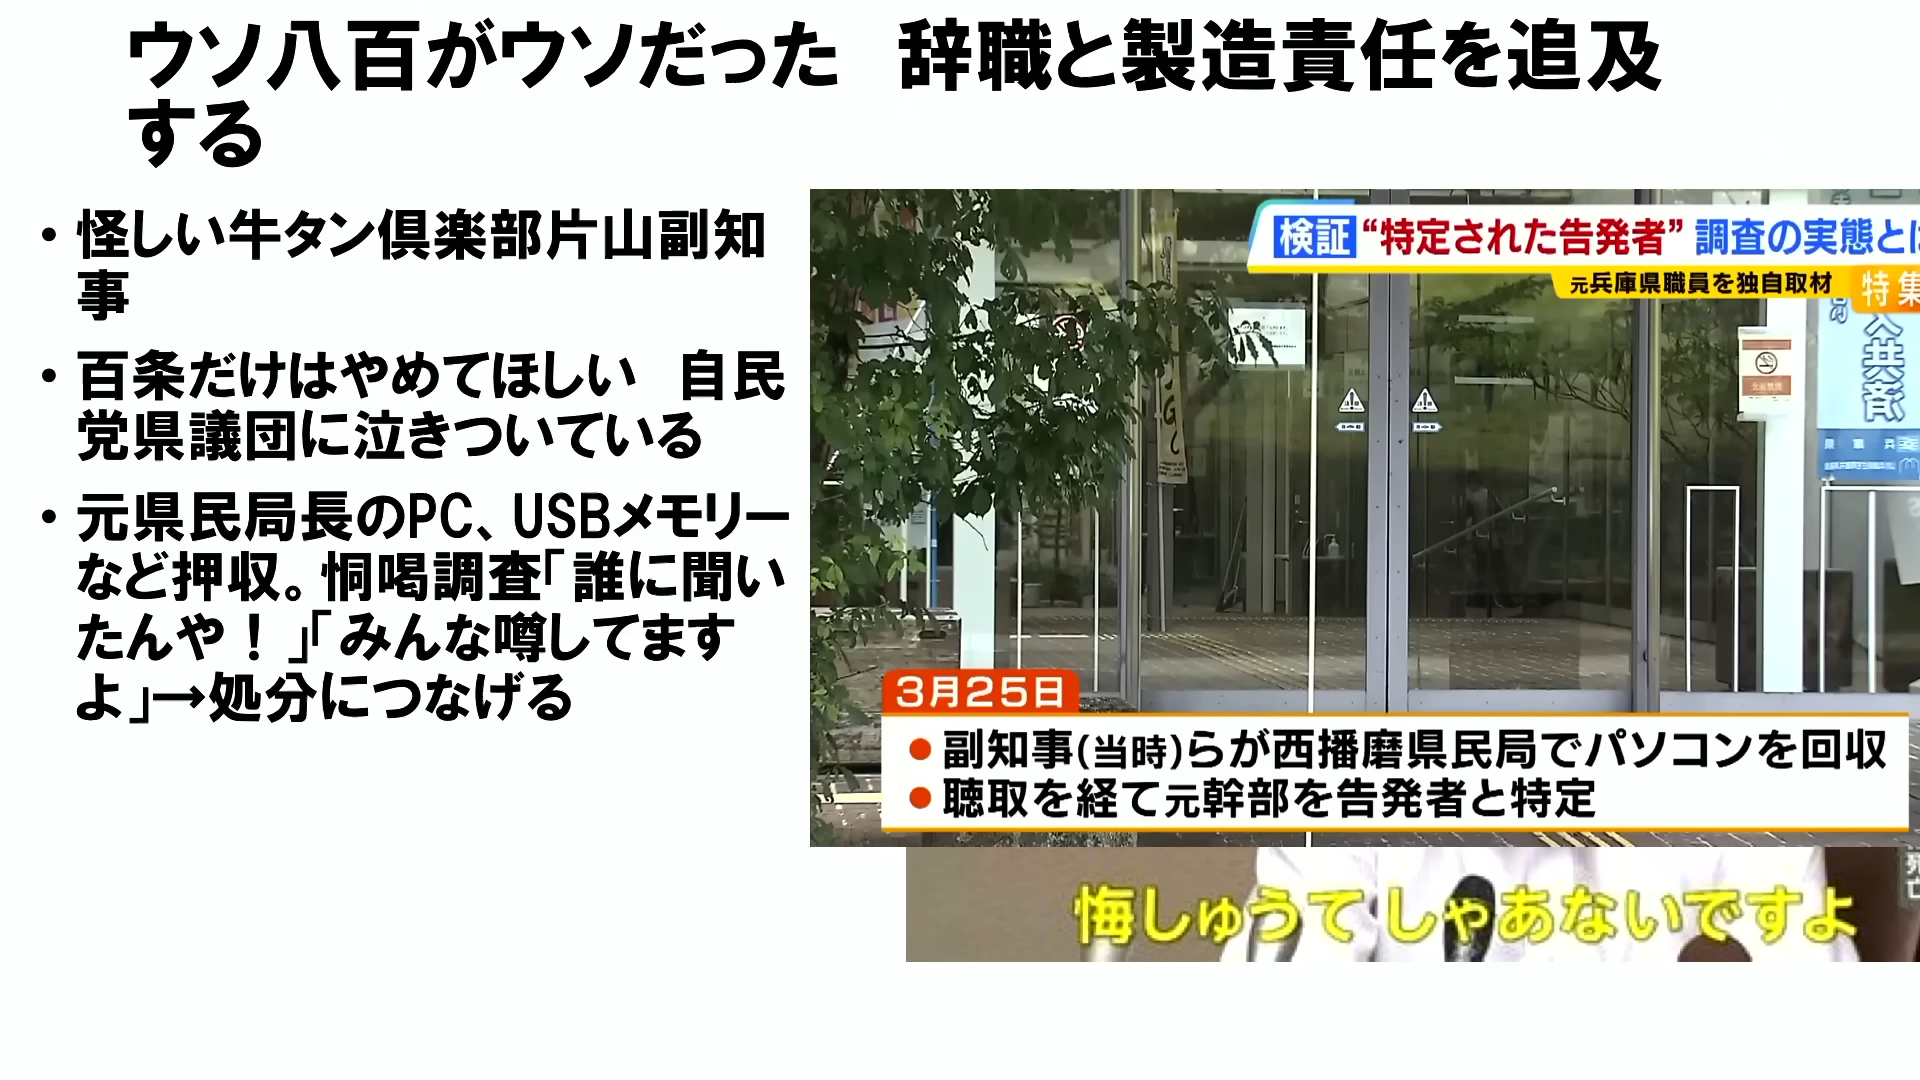 ウソ八百がウソだった　辞職と製造責任を追及
する
• 怪しい牛タン倶楽部片山副知
事
• 百条だけはやめてほしい　自民
党県議団に泣きついている
• 元県民局長のPC、USBメモリー
など押収。恫喝調査「誰に聞い
たんや！」「みんな噂してます
よ」→処分につなげる
検証 “特定された告発者” 調査の実態とは
元兵庫県職員を独自取材
特集
共済
3月25日
● 副知事(当時)らが西播磨県民局でパソコンを回収
● 聴取を経て元幹部を告発者と特定
悔しゅうてしゃあないですよ